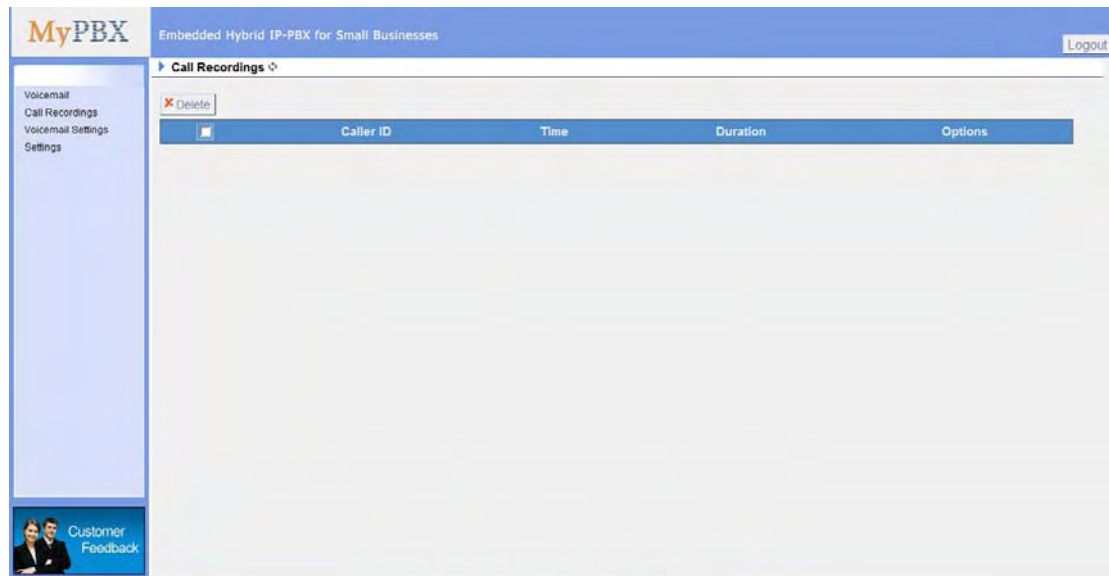 MyPBX
Embedded Hybrid IP-PBX for Small Businesses
Logout
Call Recordings
Voicemail
Call Recordings
Voicemail Settings
Settings
Delete
Caller ID Time Duration Options
Customer
Feedback